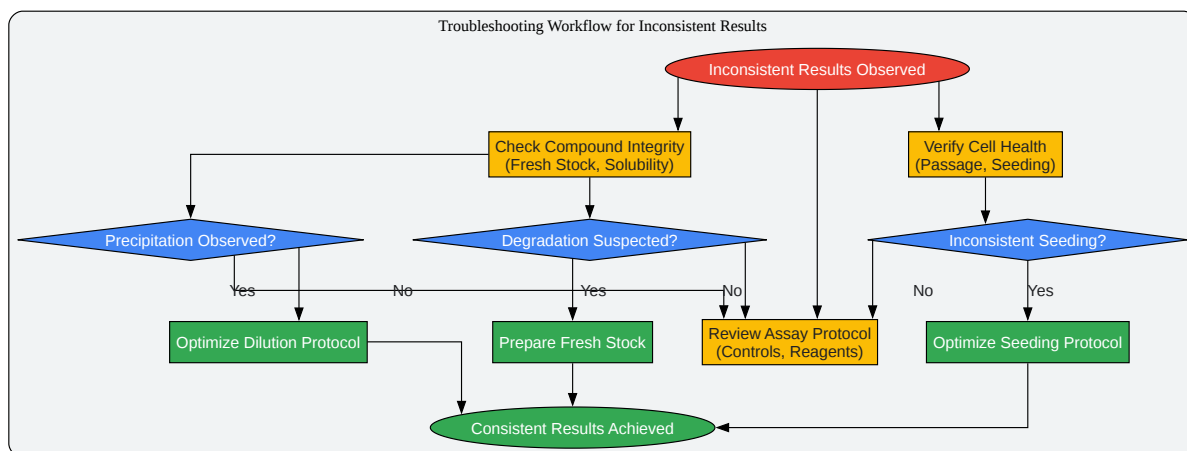 Troubleshooting Workflow for Inconsistent Results
Inconsistent Results Observed
Check Compound Integrity
(Fresh Stock, Solubility)
Verify Cell Health
(Passage, Seeding)
Precipitation Observed?
Degradation Suspected?
Inconsistent Seeding?
Yes
No
Yes
No
No
Yes
Optimize Dilution Protocol
Prepare Fresh Stock
Review Assay Protocol
(Controls, Reagents)
Optimize Seeding Protocol
Consistent Results Achieved